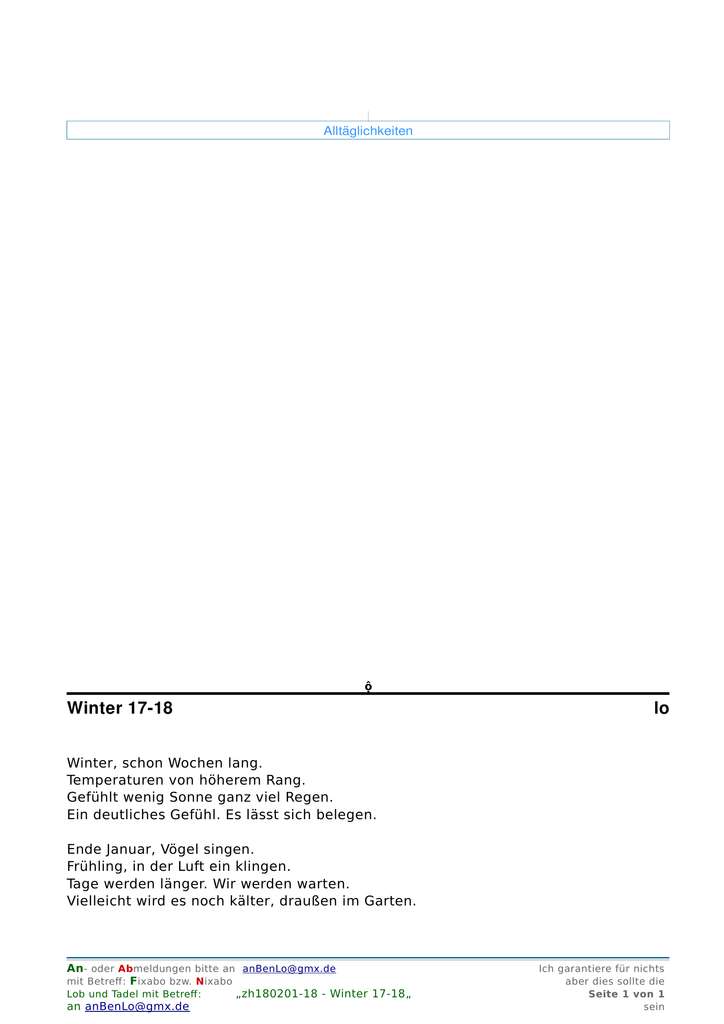 Alltäglichkeiten
ǫ̂
Winter 17-18 lo
Winter, schon Wochen lang.
Temperaturen von höherem Rang.
Gefühlt wenig Sonne ganz viel Regen.
Ein deutliches Gefühl. Es lässt sich belegen.
Ende Januar, Vögel singen.
Frühling, in der Luft ein klingen.
Tage werden länger. Wir werden warten.
Vielleicht wird es noch kälter, draußen im Garten.
An- oder Abmeldungen bitte an anBenLo@gmx.de Ich garantiere für nichts
mit Betreff: Fixabo bzw. Nixabo aber dies sollte die
Lob und Tadel mit Betreff: „zh180201-18 - Winter 17-18„ Seite 1 von 1
an anBenLo@gmx.de sein